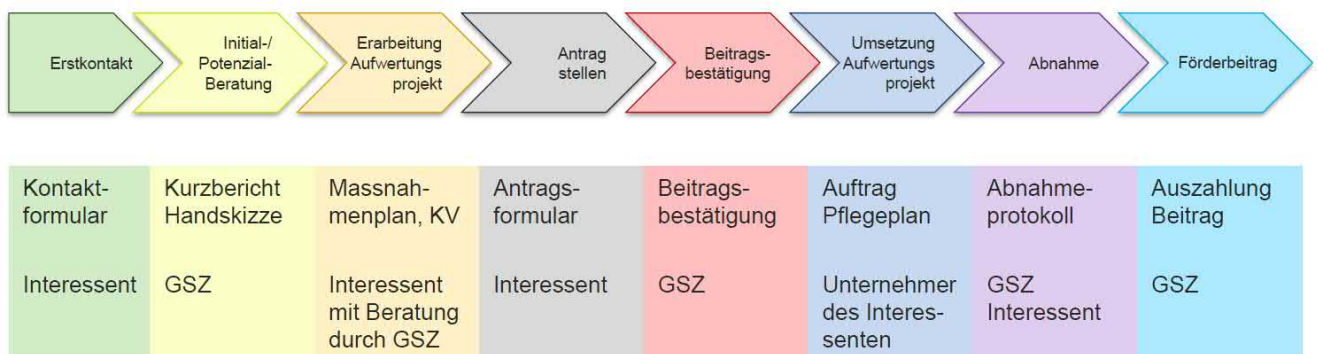 Erstkontakt
Initial-/
Potenzial-
Beratung
Erarbeitung
Aufwertungs
projekt
Antrag
stellen
Beitrags-
bestätigung
Umsetzung
Aufwertungs
projekt
Abnahme
Förderbeitrag
Kontakt-
formular
Kurzbericht
Handskizze
Massnah-
menplan, KV
Antrags-
formular
Beitrags-
bestätigung
Auftrag
Pflegeplan
Abnahme-
protokoll
Auszahlung
Beitrag
Interessent
GSZ
Interessent
mit Beratung
durch GSZ
Interessent
GSZ
Unternehmer
des Interes-
senten
GSZ
Interessent
GSZ